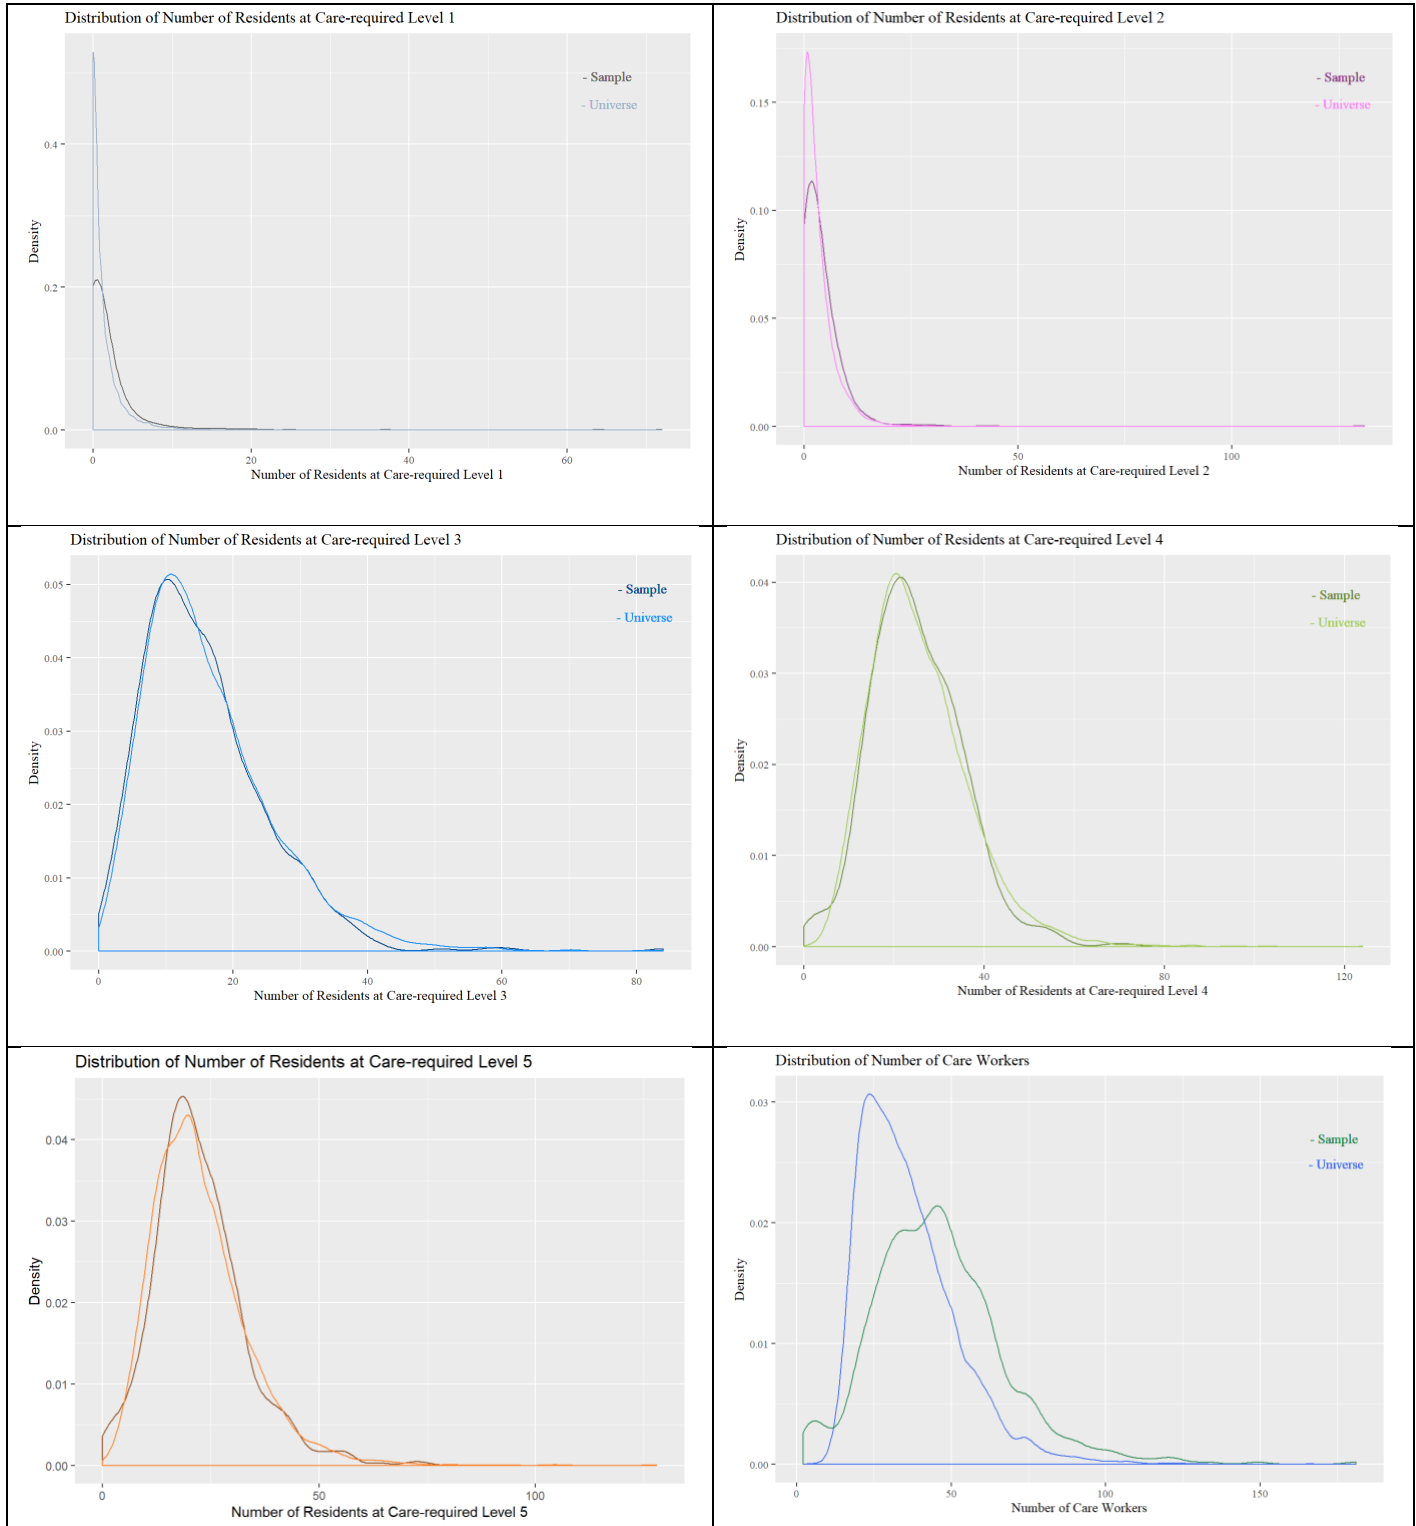 Distribution of Number of Residents at Care-required Level 1
- Sample
- Universe
0.4
0.2
0.0
Density
0 20 40 60
Number of Residents at Care-required Level 1
Distribution of Number of Residents at Care-required Level 2
- Sample
- Universe
0.15
0.10
0.05
0.00
Density
0 50 100
Number of Residents at Care-required Level 2
Distribution of Number of Residents at Care-required Level 3
- Sample
- Universe
0.05
0.04
0.03
0.02
0.01
0.00
Density
0 20 40 60 80
Number of Residents at Care-required Level 3
Distribution of Number of Residents at Care-required Level 4
- Sample
- Universe
0.04
0.03
0.02
0.01
0.00
Density
0 40 80 120
Number of Residents at Care-required Level 4
Distribution of Number of Residents at Care-required Level 5
0.04
0.03
0.02
0.01
0.00
Density
0 50 100
Number of Residents at Care-required Level 5
Distribution of Number of Care Workers
- Sample
- Universe
0.03
0.02
0.01
0.00
Density
0 50 100 150
Number of Care Workers